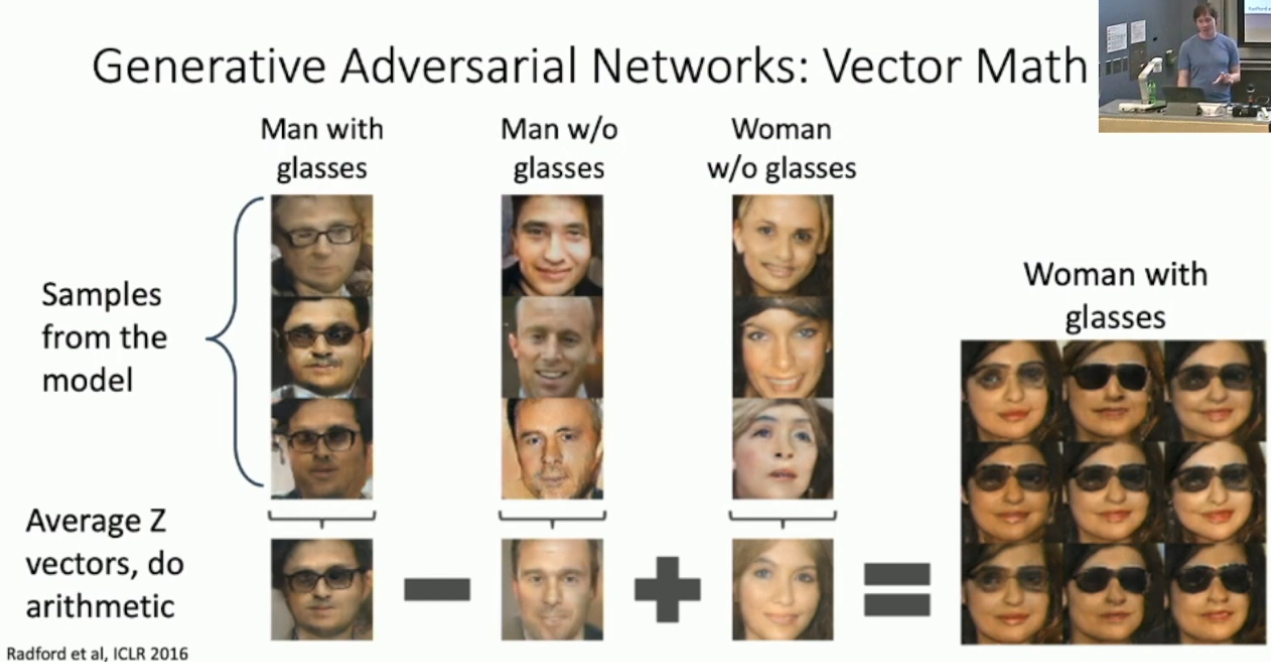 Generative Adversarial Networks: Vector Math
Man with
glasses
Man w/o
glasses
Woman
w/o glasses
Samples
from the
model
Woman with
glasses
Average Z
vectors, do
arithmetic
Radford et al, ICLR 2016